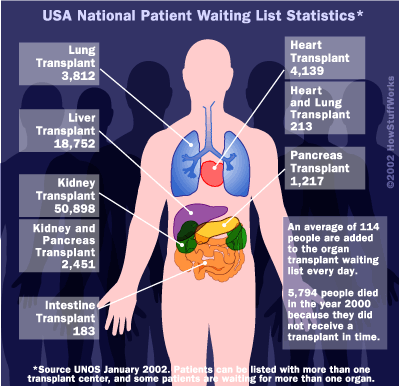 USA National Patient Waiting List Statistics*
Lung
Transplant
3,812
Liver
Transplant
18,752
Kidney
Transplant
50,898
Kidney and
Pancreas
Transplant
2,451
Intestine
Transplant
183
Heart
Transplant
4,139
Heart
and Lung
Transplant
213
Pancreas
Transplant
1,217
An average of 114
people are added
to the organ
transplant waiting
list every day.
5,794 people died
in the year 2000
because they did
not receive a
transplant in time.
©2002 HowStuffWorks
*Source UNOS January 2002. Patients can be listed with more than one
transplant center, and some patients are waiting for more than one organ.